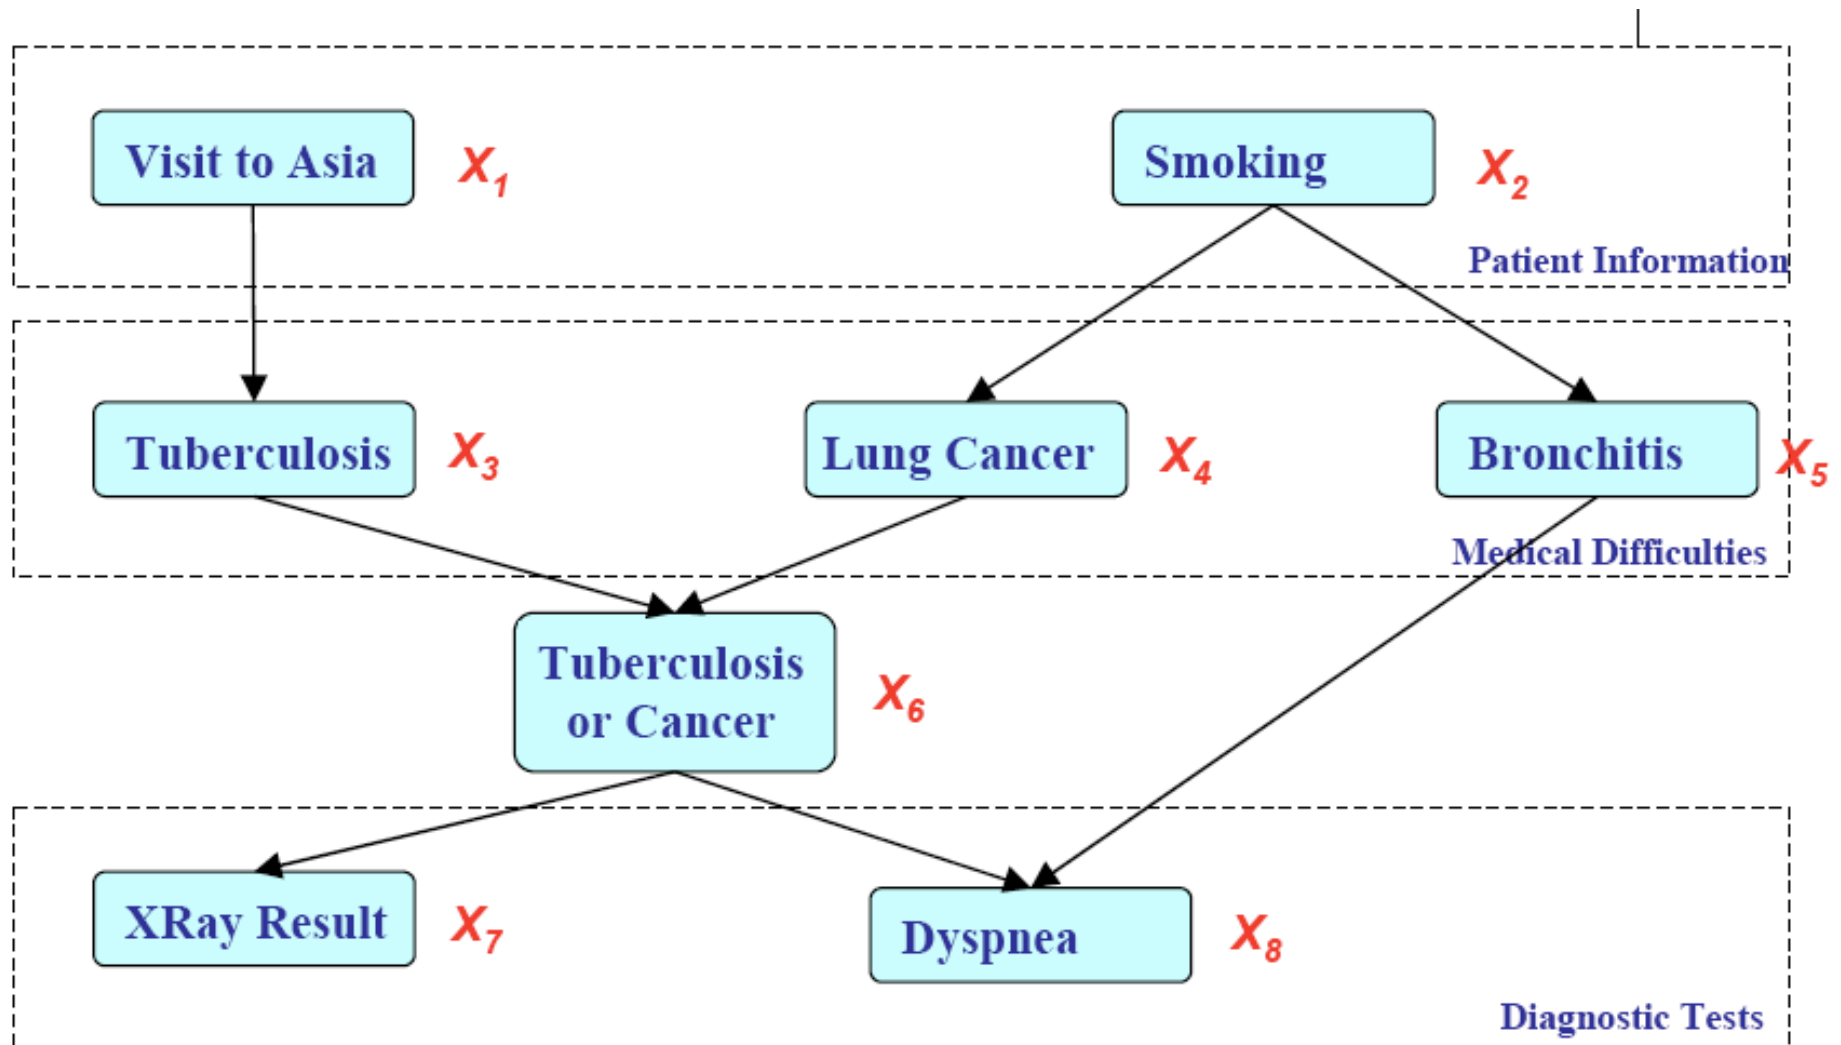 Visit to Asia
X1
Smoking
X2
Patient Information
Tuberculosis
X3
Lung Cancer
X4
Bronchitis
X5
Medical Difficulties
Tuberculosis
or Cancer
X6
XRay Result
X7
Dyspnea
X8
Diagnostic Tests